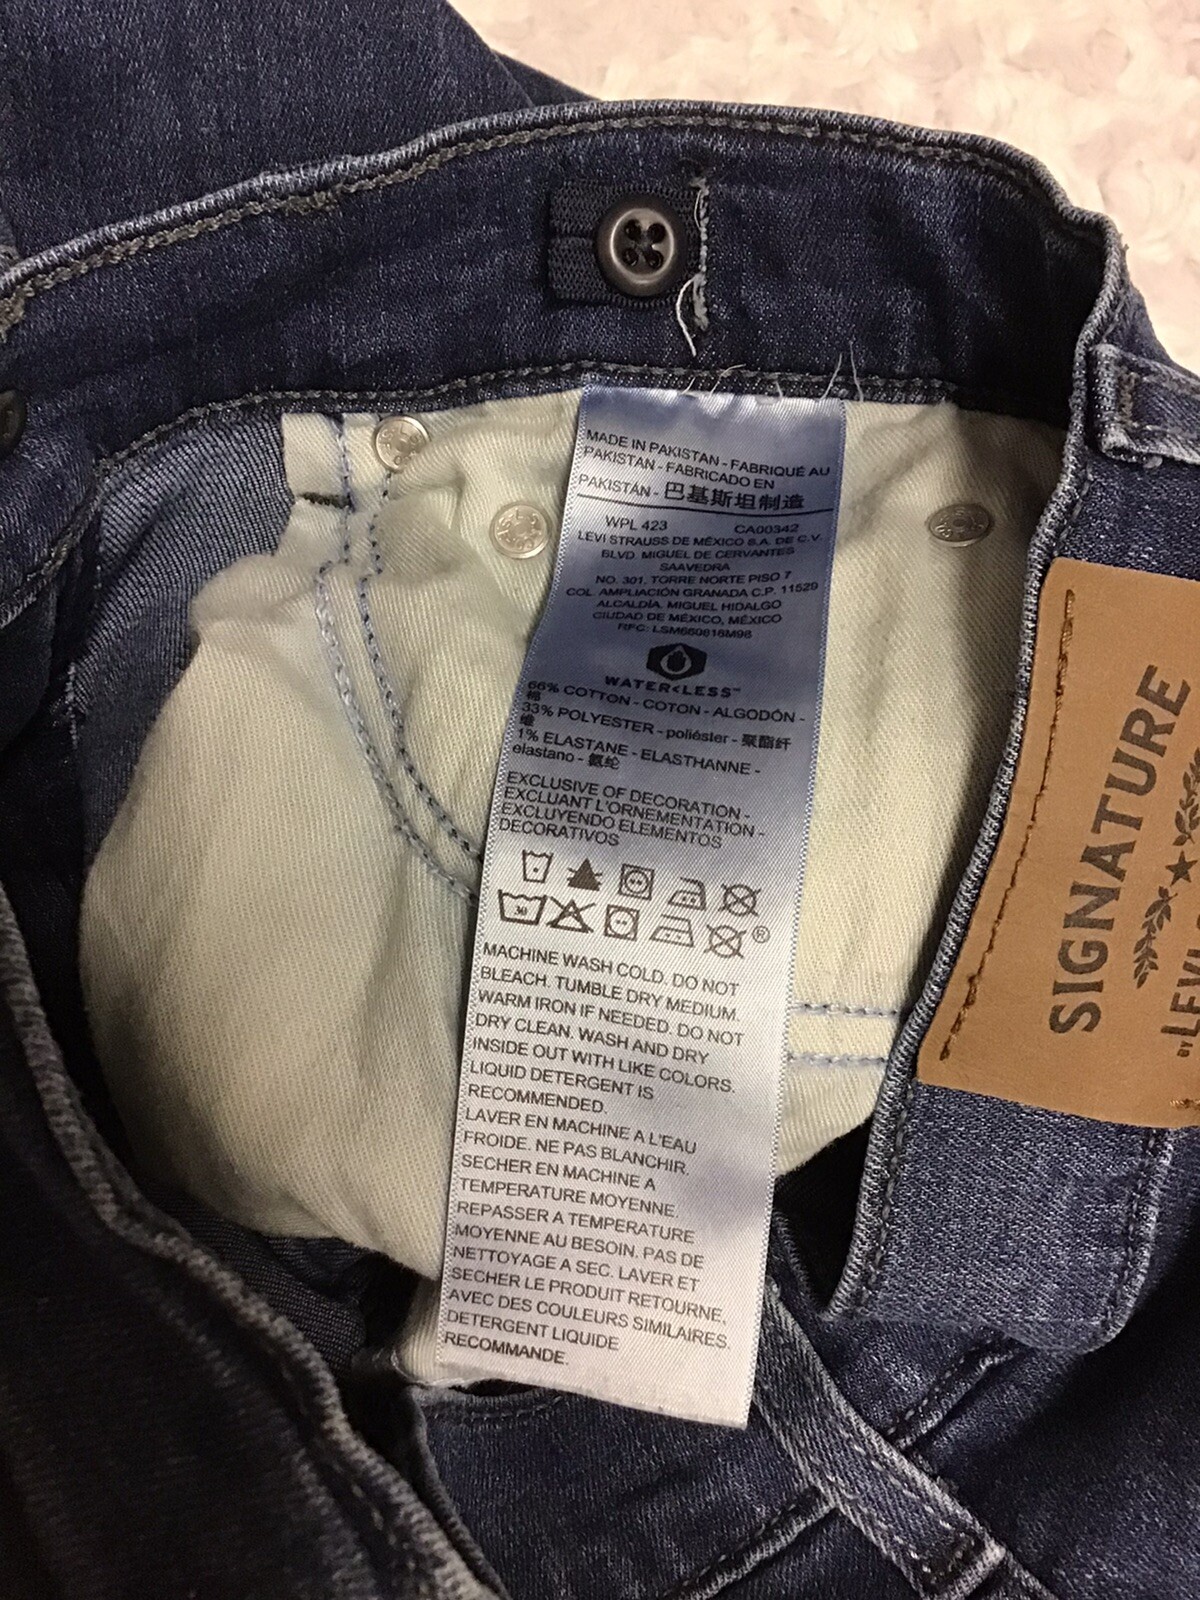 MADE IN PAKISTAN - FABRIQUÉ AU
PAKISTAN - FABRICADO EN
PAKISTÁN - 巴基斯坦制造
WPL 423 CA00342
LEVI STRAUSS DE MÉXICO S.A. DE C.V.
BLVD. MIGUEL DE CERVANTES
SAAVEDRA
NO. 301, TORRE NORTE PISO 7
COL. AMPLIACIÓN GRANADA C.P. 11529
ALCALDÍA. MIGUEL HIDALGO
CIUDAD DE MÉXICO, MÉXICO
RFC: LSM660816M98
WATER<LESS™
66% COTTON - COTON - ALGODÓN -
棉
33% POLYESTER - poliéster - 聚酯纤
维
1% ELASTANE - ELASTHANNE -
elastano - 氨纶
EXCLUSIVE OF DECORATION -
EXCLUANT L'ORNEMENTATION -
EXCLUYENDO ELEMENTOS
DECORATIVOS
®
MACHINE WASH COLD. DO NOT
BLEACH. TUMBLE DRY MEDIUM.
WARM IRON IF NEEDED. DO NOT
DRY CLEAN. WASH AND DRY
INSIDE OUT WITH LIKE COLORS.
LIQUID DETERGENT IS
RECOMMENDED.
LAVER EN MACHINE A L'EAU
FROIDE. NE PAS BLANCHIR.
SECHER EN MACHINE A
TEMPERATURE MOYENNE.
REPASSER A TEMPERATURE
MOYENNE AU BESOIN. PAS DE
NETTOYAGE A SEC. LAVER ET
SECHER LE PRODUIT RETOURNE,
AVEC DES COULEURS SIMILAIRES.
DETERGENT LIQUIDE
RECOMMANDE.
SIGNATURE
BY LEVI